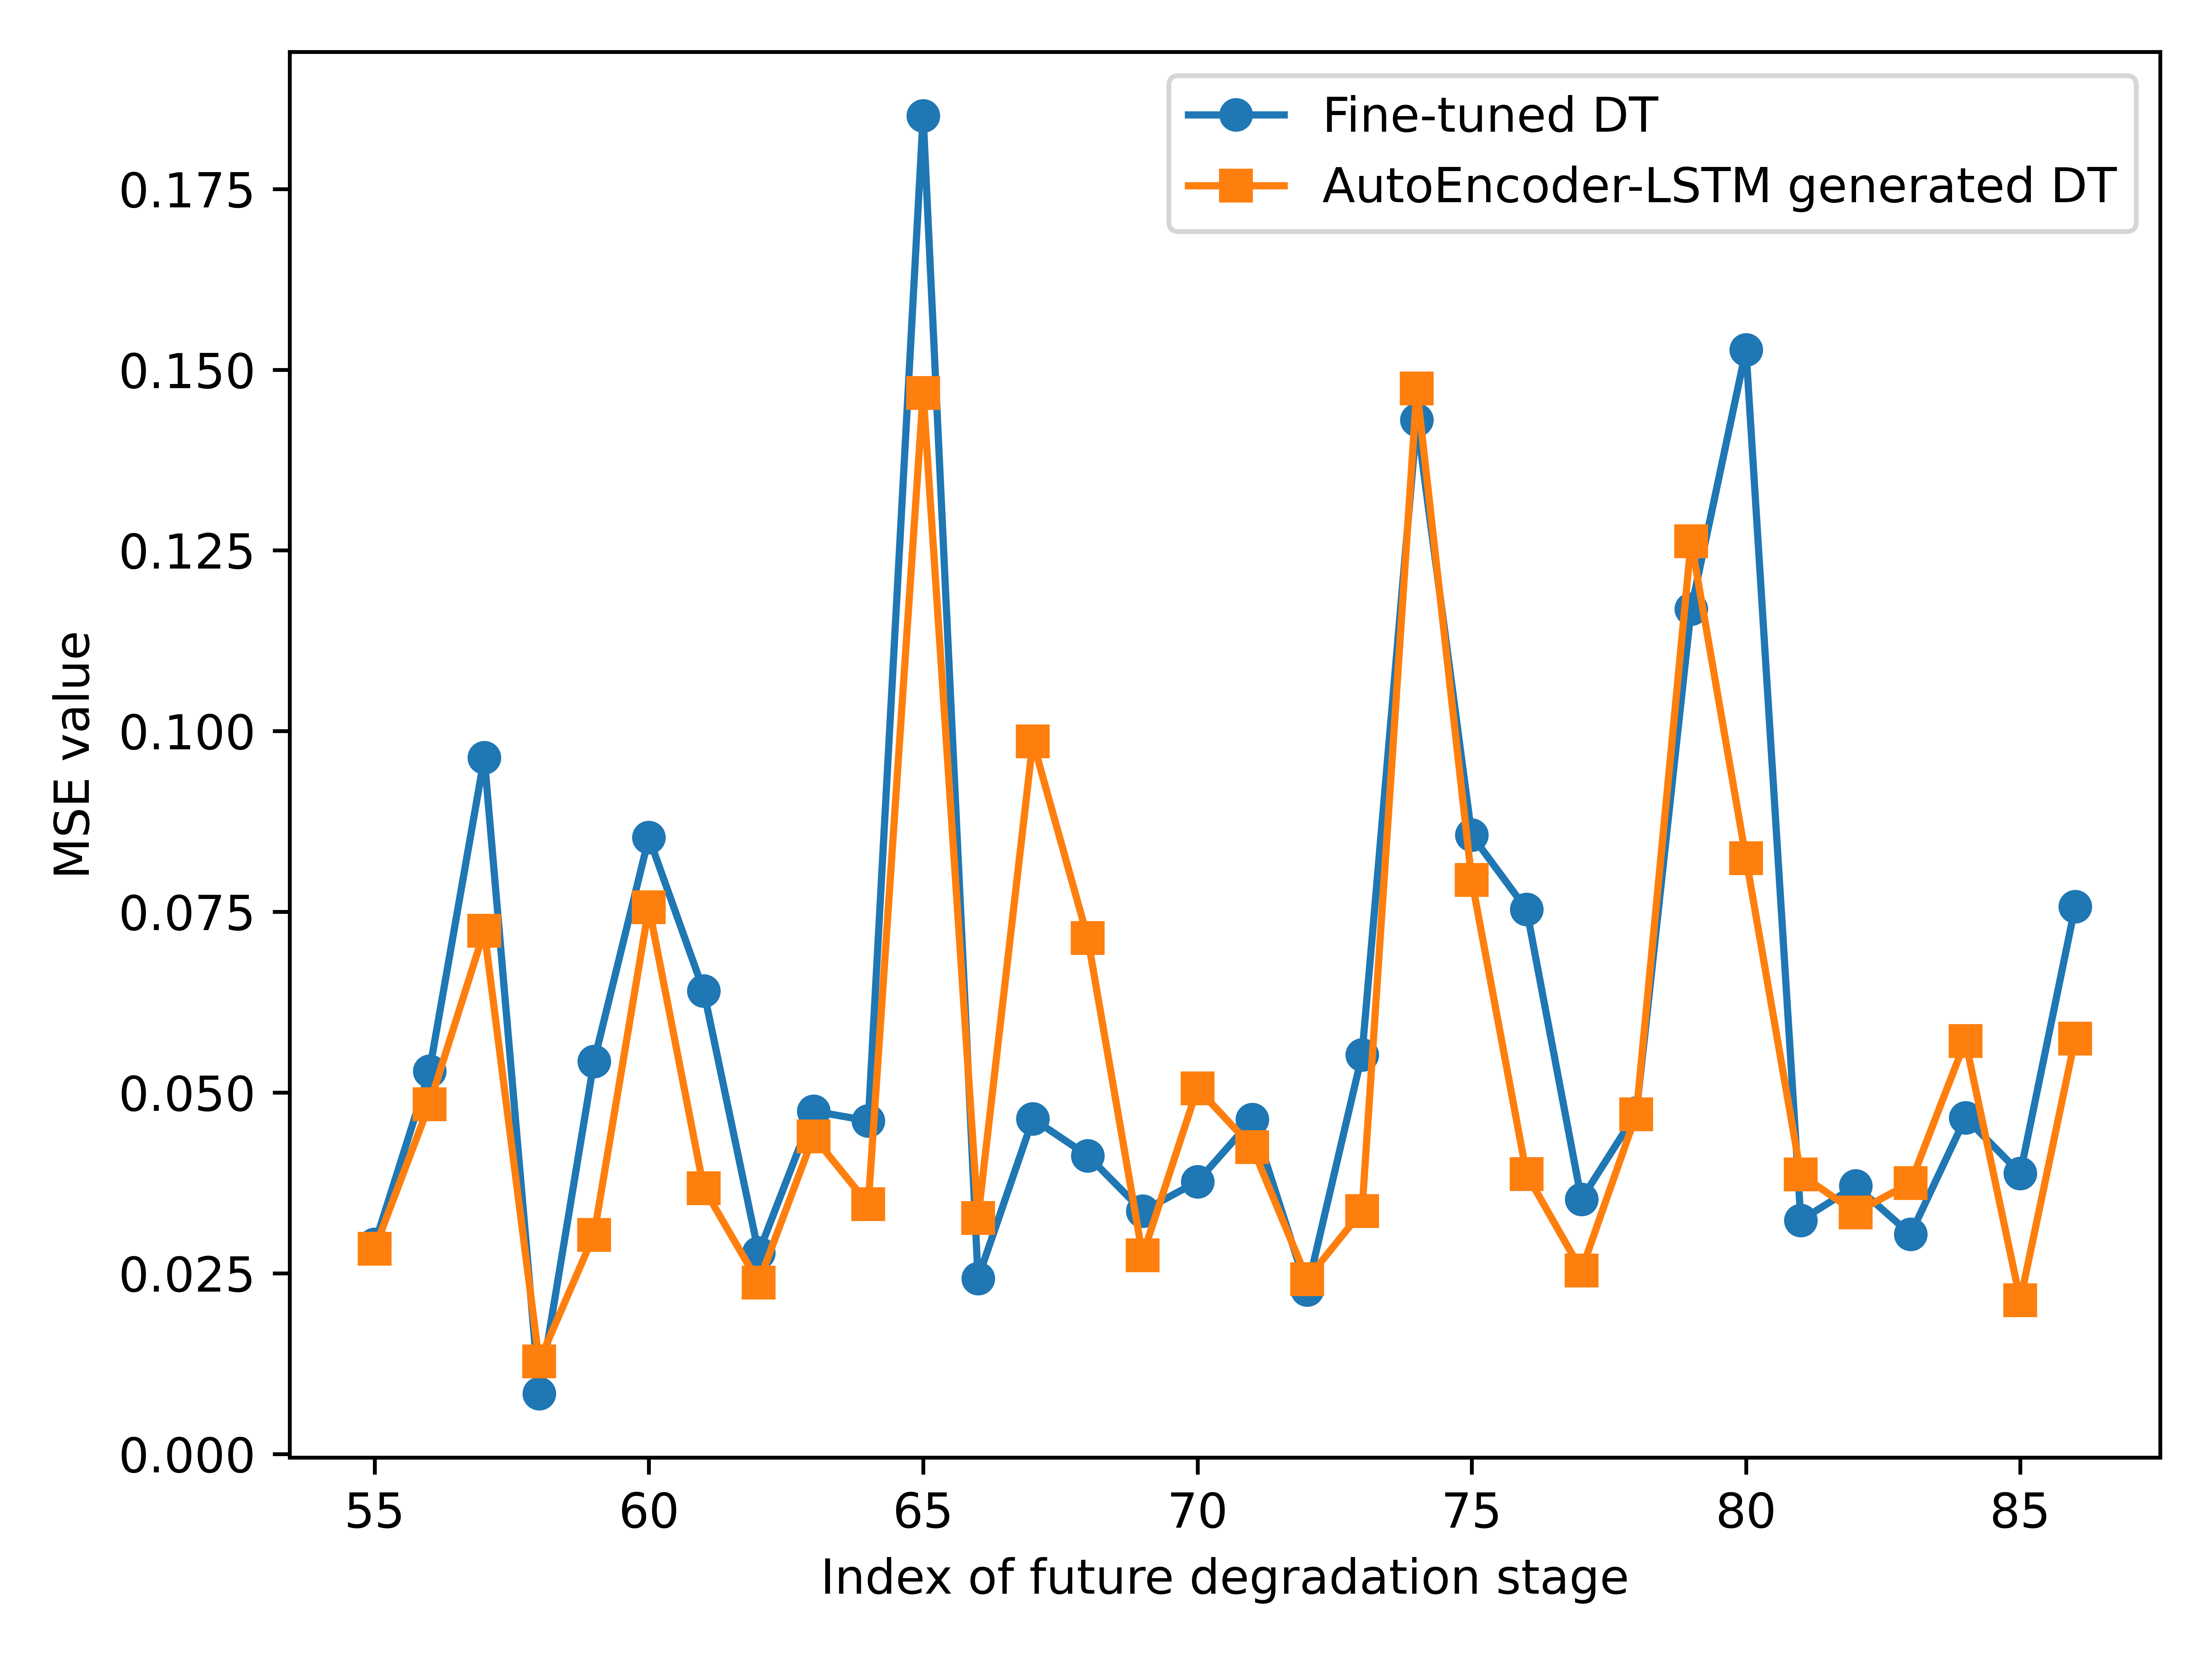 Fine-tuned DT
AutoEncoder-LSTM generated DT
0.175
0.150
0.125
0.100
0.075
0.050
0.025
0.000
MSE value
55 60 65 70 75 80 85
Index of future degradation stage